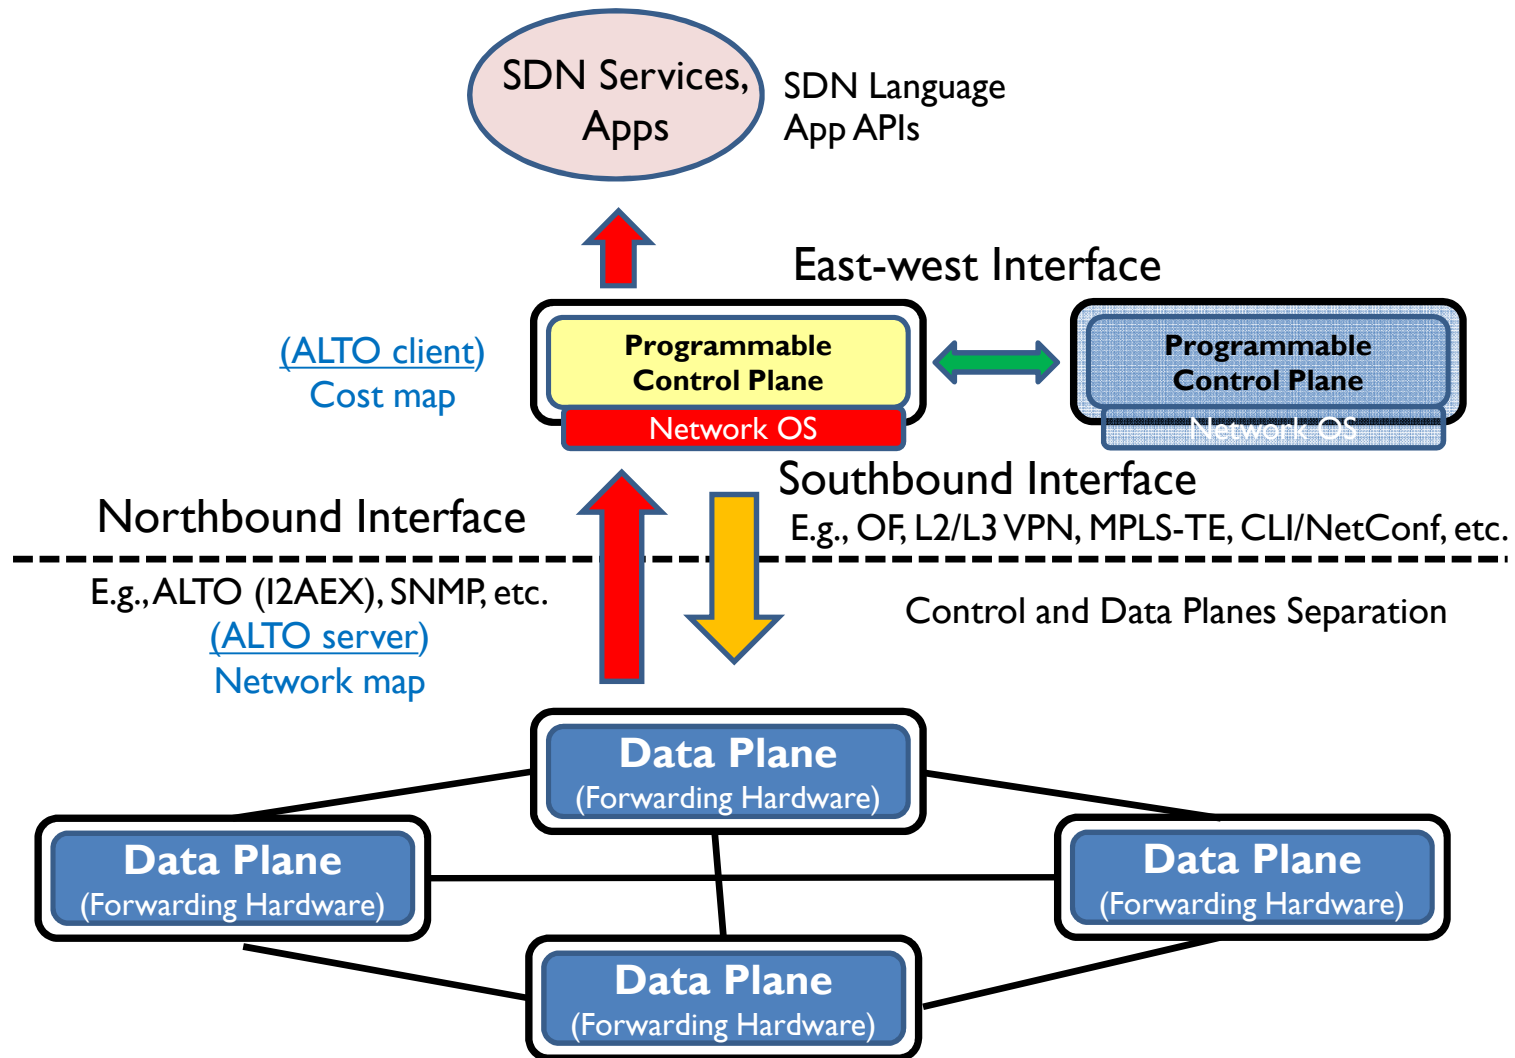 SDN Services,
Apps
SDN Language
App APIs
East-west Interface
(ALTO client)
Cost map
Programmable
Control Plane
Network OS
Programmable
Control Plane
Network OS
Northbound Interface
Southbound Interface
E.g., OF, L2/L3 VPN, MPLS-TE, CLI/NetConf, etc.
E.g., ALTO (I2AEX), SNMP, etc.
(ALTO server)
Network map
Control and Data Planes Separation
Data Plane
(Forwarding Hardware)
Data Plane
(Forwarding Hardware)
Data Plane
(Forwarding Hardware)
Data Plane
(Forwarding Hardware)